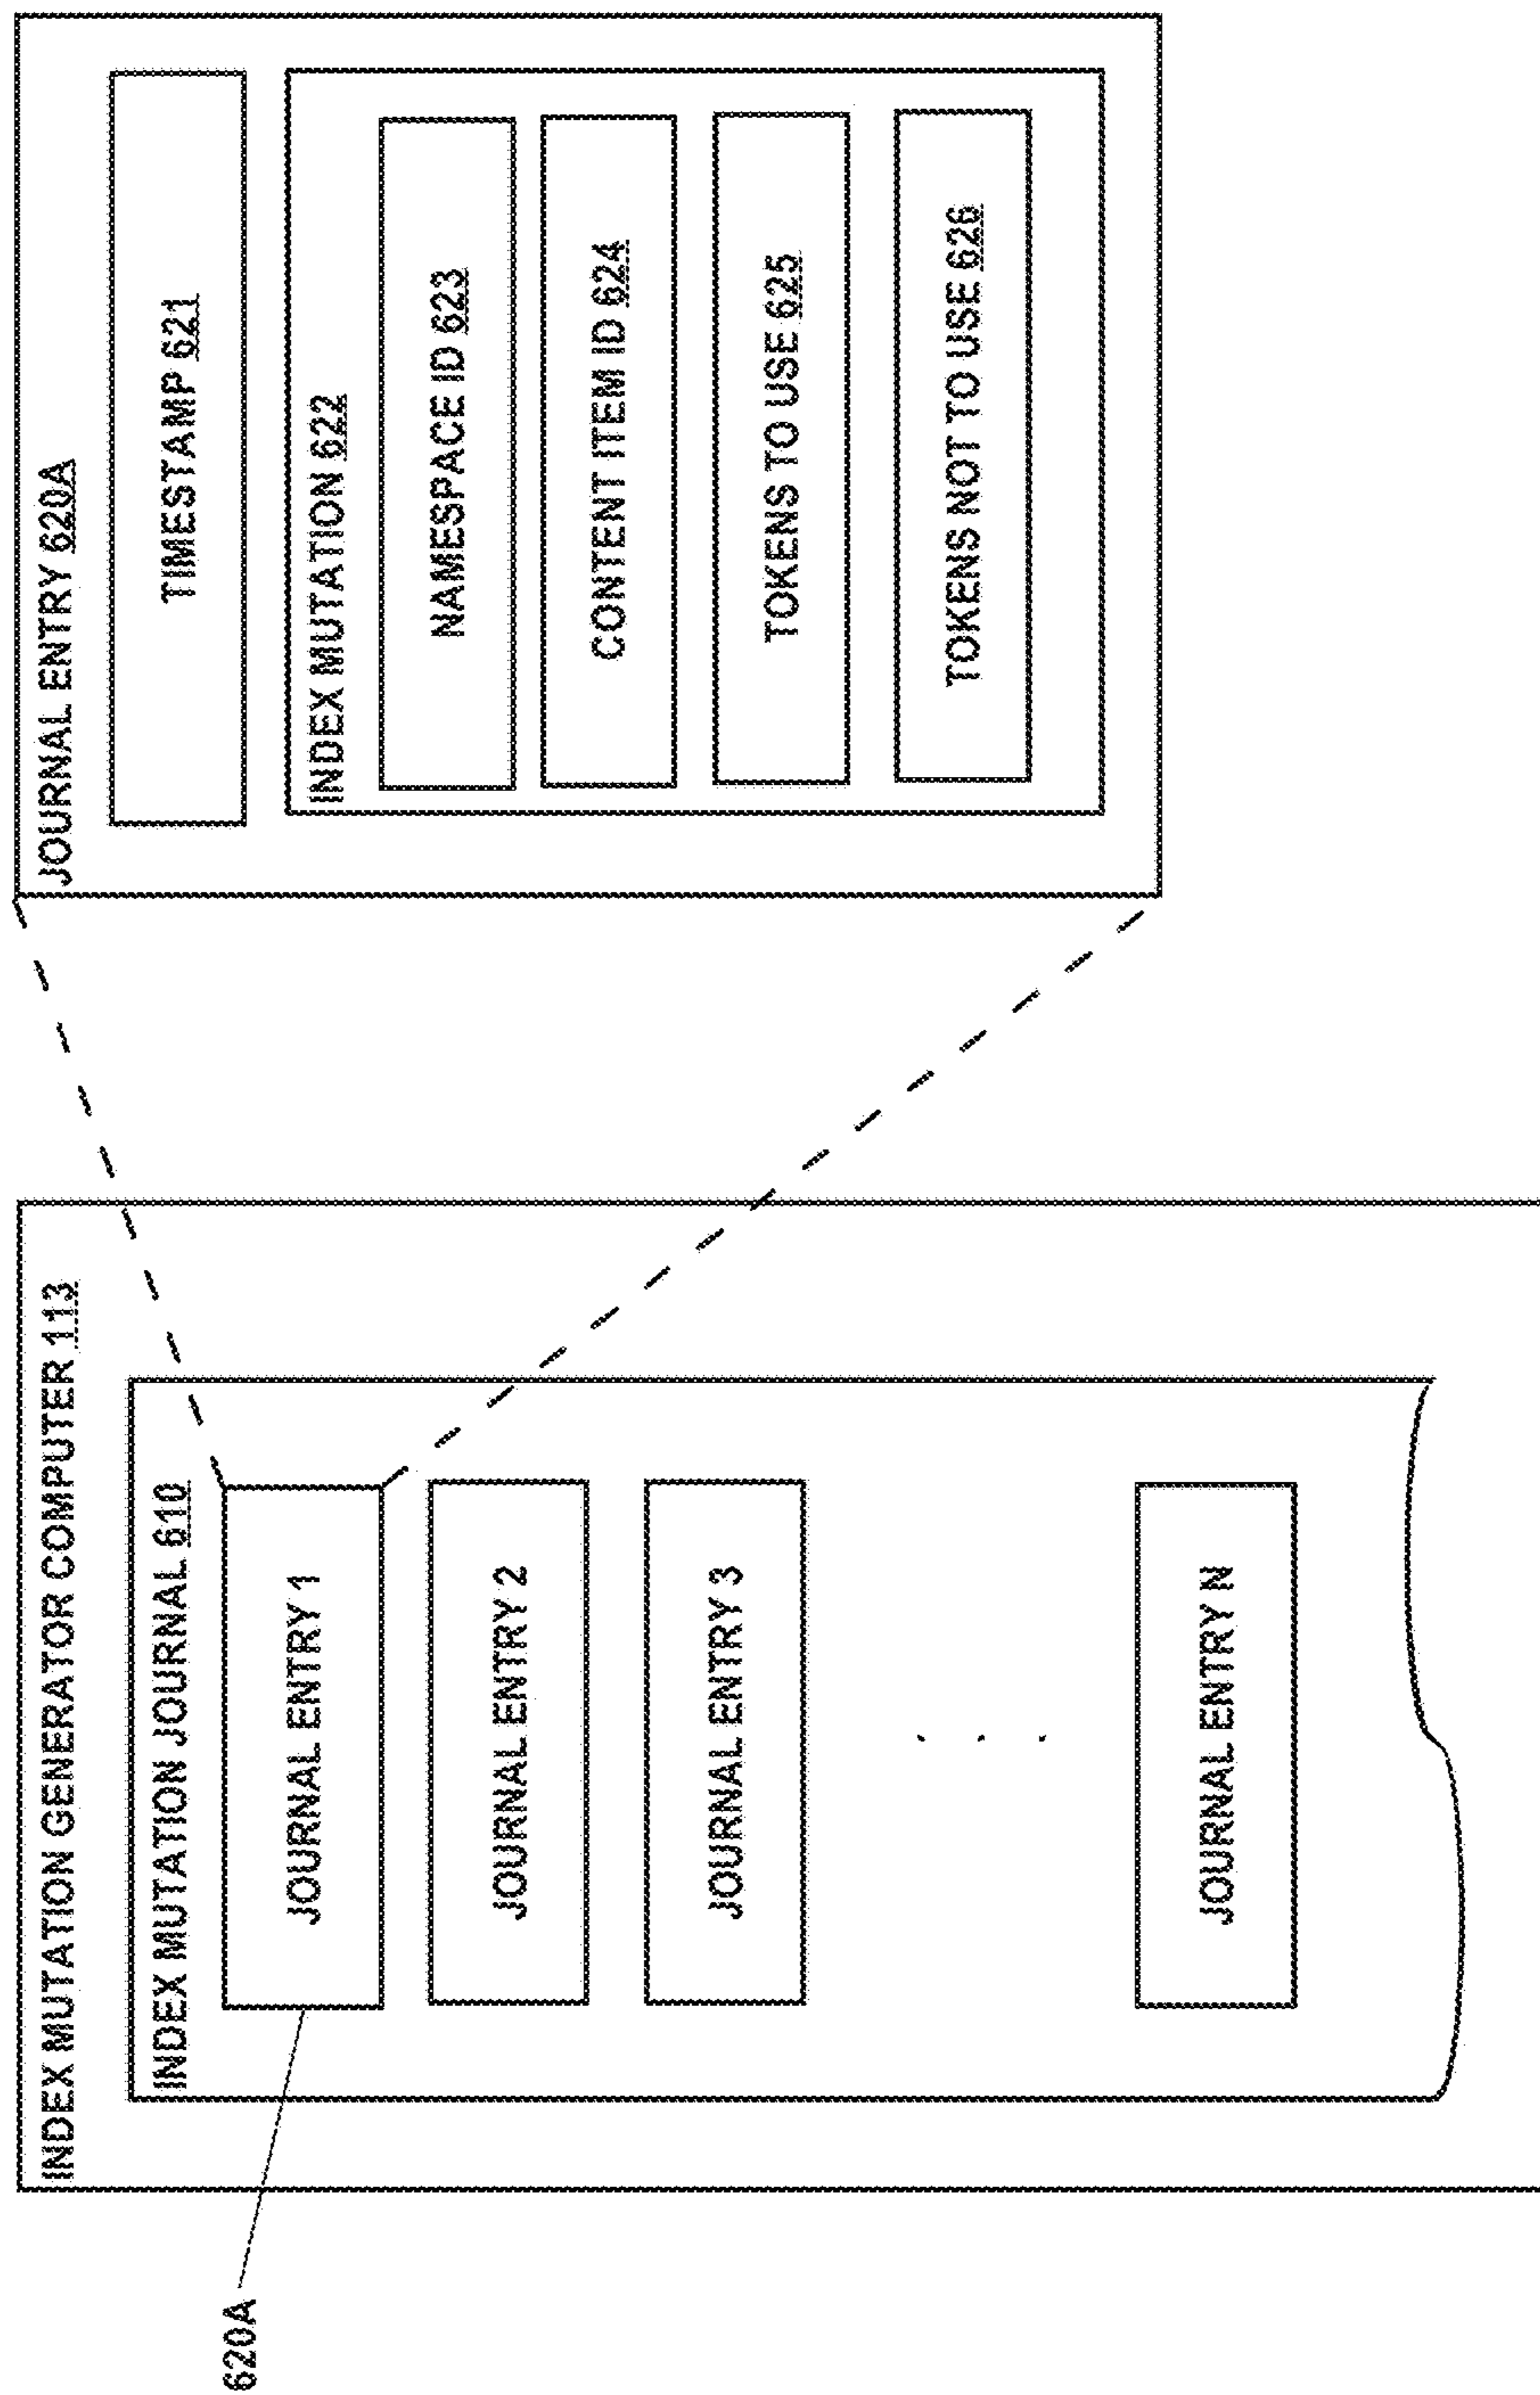 620A
INDEX MUTATION GENERATOR COMPUTER 113
INDEX MUTATION JOURNAL 610
JOURNAL ENTRY 1
JOURNAL ENTRY 2
JOURNAL ENTRY 3
. . .
JOURNAL ENTRY N
JOURNAL ENTRY 620A
TIMESTAMP 621
INDEX MUTATION 622
NAMESPACE ID 623
CONTENT ITEM ID 624
TOKENS TO USE 625
TOKENS NOT TO USE 626